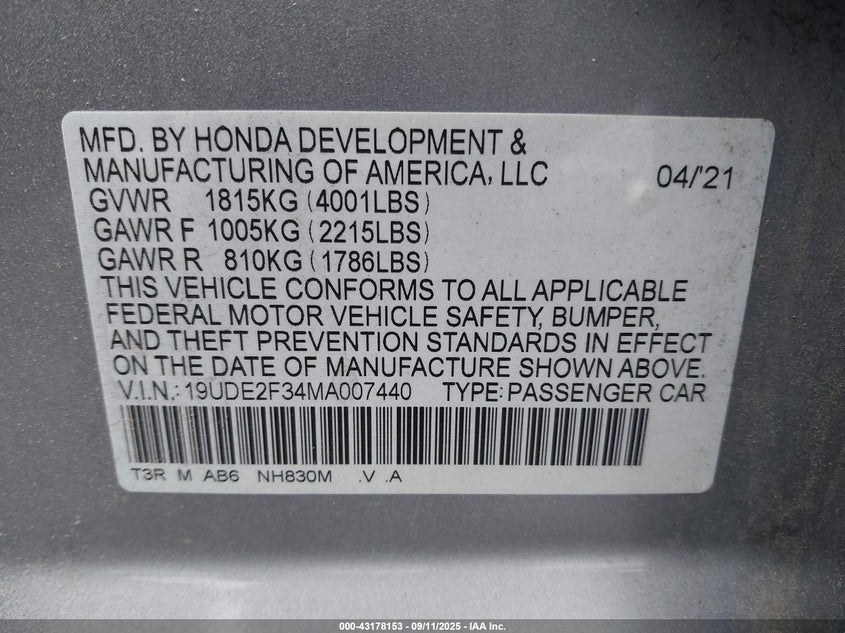 MFD. BY HONDA DEVELOPMENT &
MANUFACTURING OF AMERICA, LLC 04/'21
GVWR 1815KG (4001LBS)
GAWR F 1005KG (2215LBS)
GAWR R 810KG (1786LBS)
THIS VEHICLE CONFORMS TO ALL APPLICABLE
FEDERAL MOTOR VEHICLE SAFETY, BUMPER,
AND THEFT PREVENTION STANDARDS IN EFFECT
ON THE DATE OF MANUFACTURE SHOWN ABOVE.
V.I.N.: 19UDE2F34MA007440 TYPE: PASSENGER CAR
T3R M AB6 NH830M .V .A
000-43178153 - 09/11/2025 - IAA Inc.